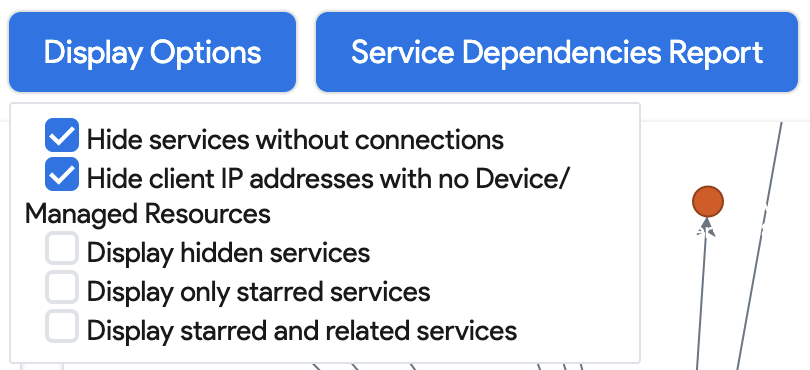 Display Options
Service Dependencies Report
Hide services without connections
Hide client IP addresses with no Device/
Managed Resources
Display hidden services
Display only starred services
Display starred and related services